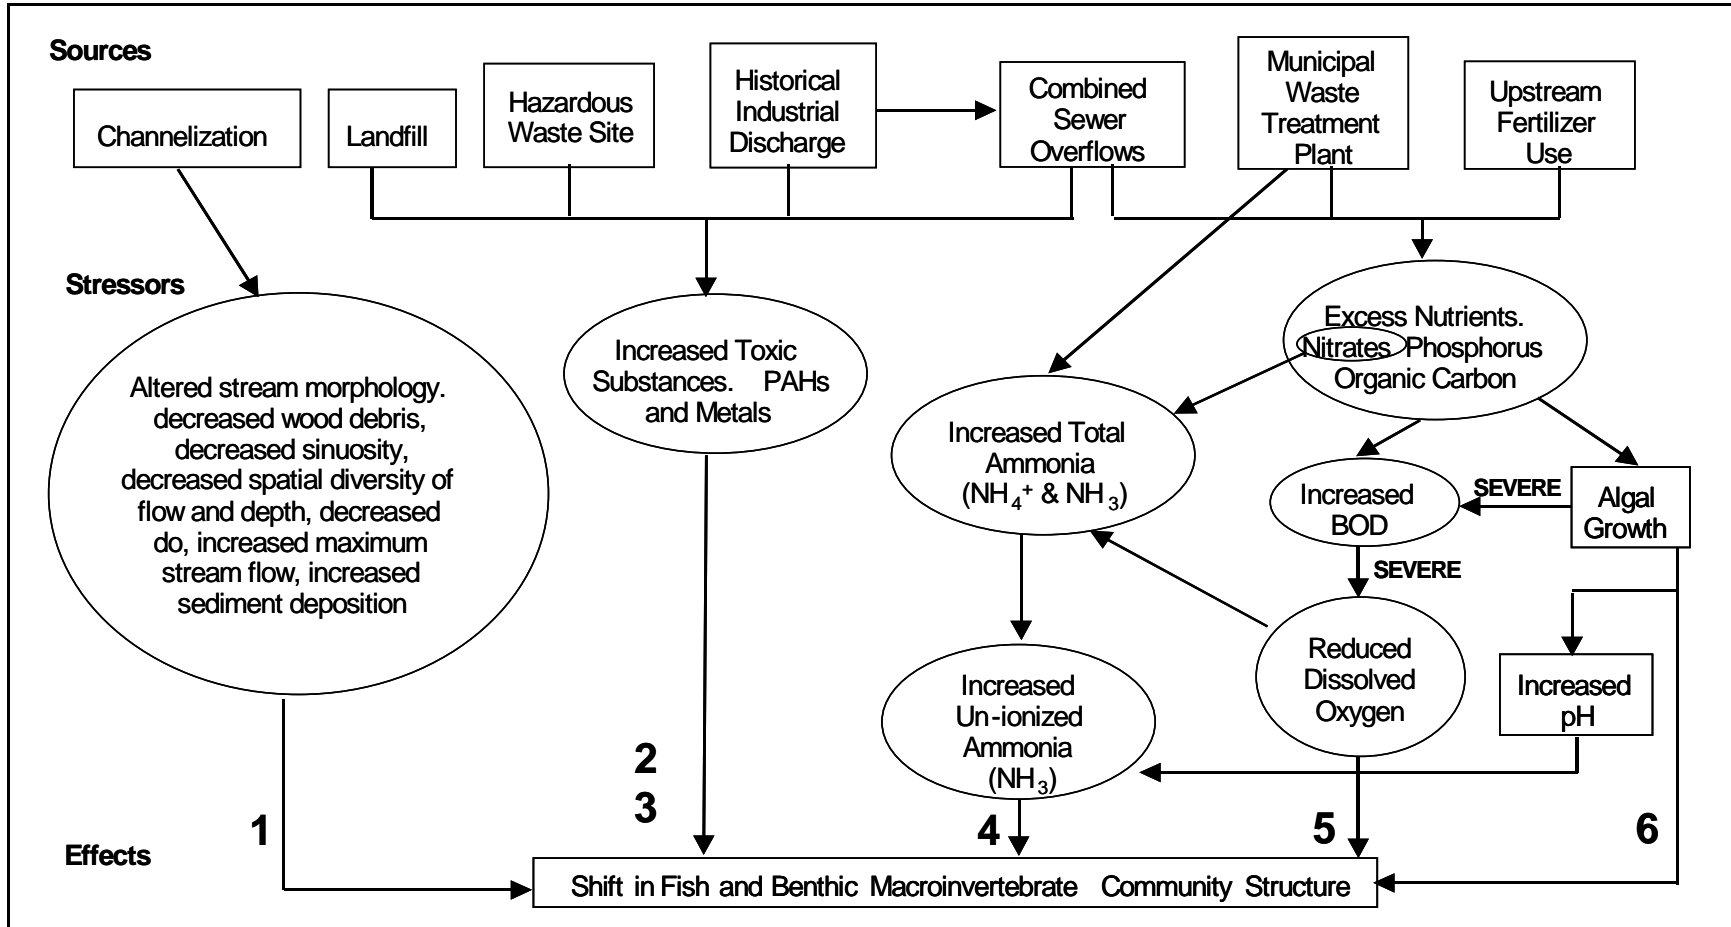 Sources
Channelization
Landfill
Hazardous
Waste Site
Historical
Industrial
Discharge
Combined
Sewer
Overflows
Municipal
Waste
Treatment
Plant
Upstream
Fertilizer
Use
Stressors
Altered stream morphology.
decreased wood debris,
decreased sinuosity,
decreased spatial diversity of
flow and depth, decreased
do, increased maximum
stream flow, increased
sediment deposition
Increased Toxic
Substances. PAHs
and Metals
Increased Total
Ammonia
(NH₄⁺ & NH₃)
Excess Nutrients.
Nitrates Phosphorus
Organic Carbon
Increased
BOD
SEVERE
Algal
Growth
SEVERE
Increased
Un-ionized
Ammonia
(NH₃)
Reduced
Dissolved
Oxygen
Increased
pH
Effects
1
2
3
4
5
6
Shift in Fish and Benthic Macroinvertebrate Community Structure